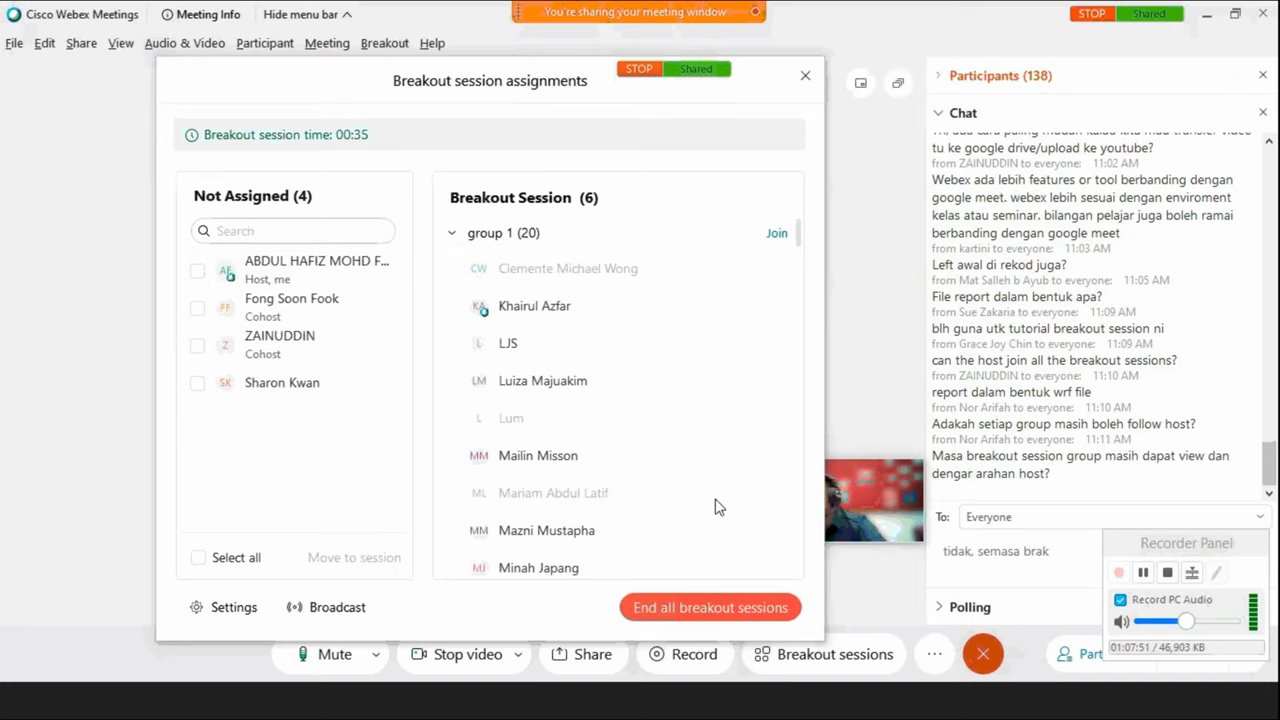 Cisco Webex Meetings
Meeting Info
Hide menu bar
You're sharing your meeting window
STOP
Shared
File
Edit
Share
View
Audio & Video
Participant
Meeting
Breakout
Help
Breakout session assignments
STOP
Shared
Breakout session time: 00:35
Not Assigned (4)
Search
AF
ABDUL HAFIZ MOHD F...
Host, me
FF
Fong Soon Fook
Cohost
Z
ZAINUDDIN
Cohost
SK
Sharon Kwan
Select all
Move to session
Breakout Session (6)
group 1 (20)
Join
CW
Clemente Michael Wong
KA
Khairul Azfar
L
LJS
LM
Luiza Majuakim
L
Lum
MM
Mailin Misson
ML
Mariam Abdul Latif
MM
Mazni Mustapha
MJ
Minah Japang
Settings
Broadcast
End all breakout sessions
Mute
Stop video
Share
Record
Breakout sessions
Part
Participants (138)
Chat
tu ke google drive/upload ke youtube?
from ZAINUDDIN to everyone: 11:02 AM
Webex ada lebih features or tool berbanding dengan
google meet. webex lebih sesuai dengan enviroment
kelas atau seminar. bilangan pelajar juga boleh ramai
berbanding dengan google meet
from kartini to everyone: 11:03 AM
Left awal di rekod juga?
from Mat Salleh b Ayub to everyone: 11:05 AM
File report dalam bentuk apa?
from Sue Zakaria to everyone: 11:09 AM
blh guna utk tutorial breakout session ni
from Grace Joy Chin to everyone: 11:09 AM
can the host join all the breakout sessions?
from ZAINUDDIN to everyone: 11:10 AM
report dalam bentuk wrf file
from Nor Arifah to everyone: 11:10 AM
Adakah setiap group masih boleh follow host?
from Nor Arifah to everyone: 11:11 AM
Masa breakout session group masih dapat view dan
dengar arahan host?
To:
Everyone
tidak, semasa brak
Polling
Recorder Panel
Record PC Audio
01:07:51 / 46,903 KB